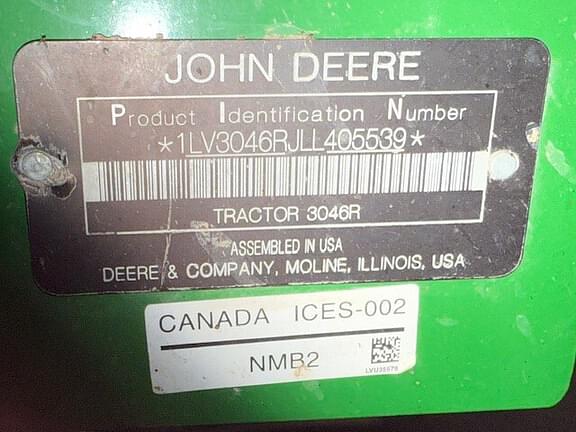 JOHN DEERE
Product Identification Number
*1LV3046RJLL405539*
TRACTOR 3046R
ASSEMBLED IN USA
DEERE & COMPANY, MOLINE, ILLINOIS, USA
CANADA ICES-002
NMB2